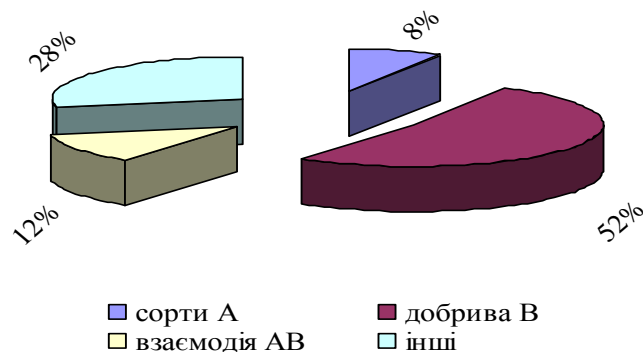 28%
8%
12%
52%
сорти А
добрива В
взаємодія АВ
інші